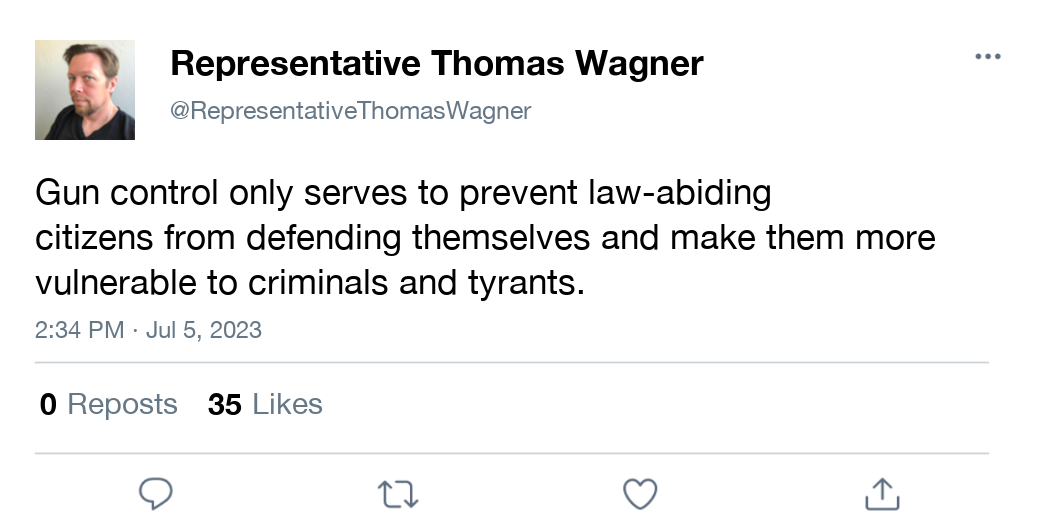 Representative Thomas Wagner
@RepresentativeThomasWagner
Gun control only serves to prevent law-abiding
citizens from defending themselves and make them more
vulnerable to criminals and tyrants.
2:34 PM · Jul 5, 2023
0 Reposts 35 Likes